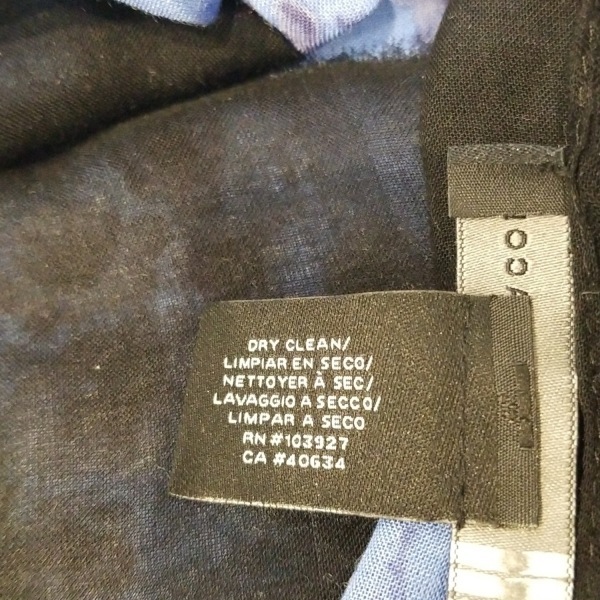 DRY CLEAN/
LIMPIAR EN SECO/
NETTOYER À SEC/
LAVAGGIO A SECCO/
LIMPAR A SECO
RN #103927
CA #40634